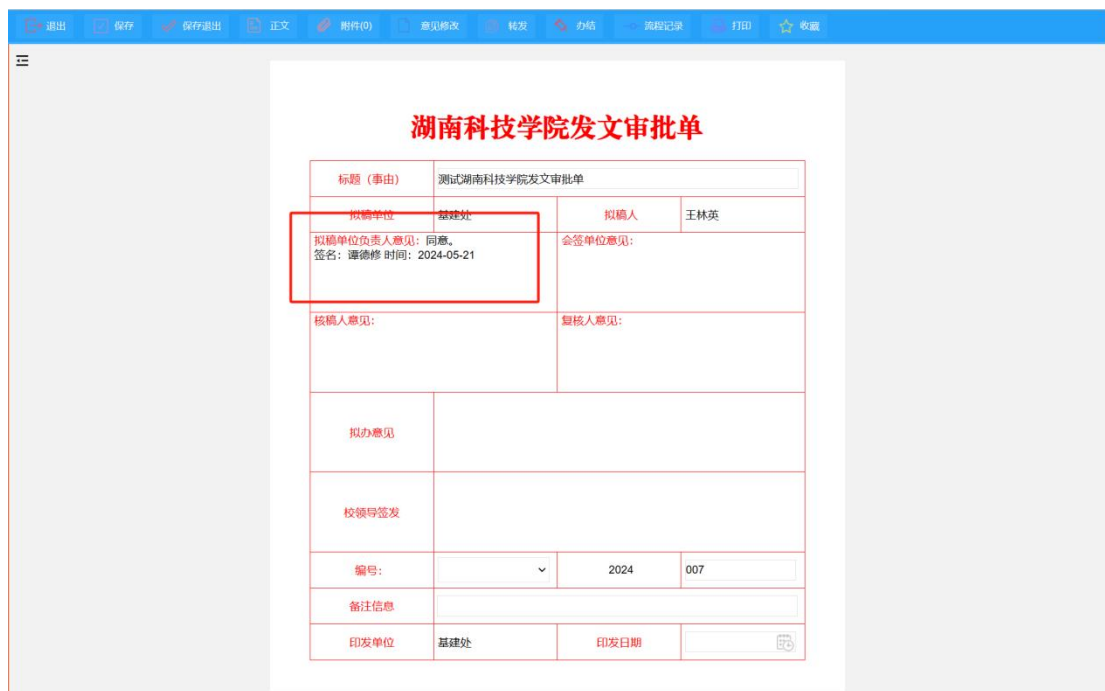 退出 保存 保存退出 正文 附件(0) 意见修改 转发 办结 流程记录 打印 收藏
湖南科技学院发文审批单
标题（事由） 测试湖南科技学院发文审批单
拟稿单位 基建处 拟稿人 王林英
拟稿单位负责人意见：同意。 会签单位意见：
签名：谭德修 时间：2024-05-21
核稿人意见： 复核人意见：
拟办意见
校领导签发
编号： 2024 007
备注信息
印发单位 基建处 印发日期